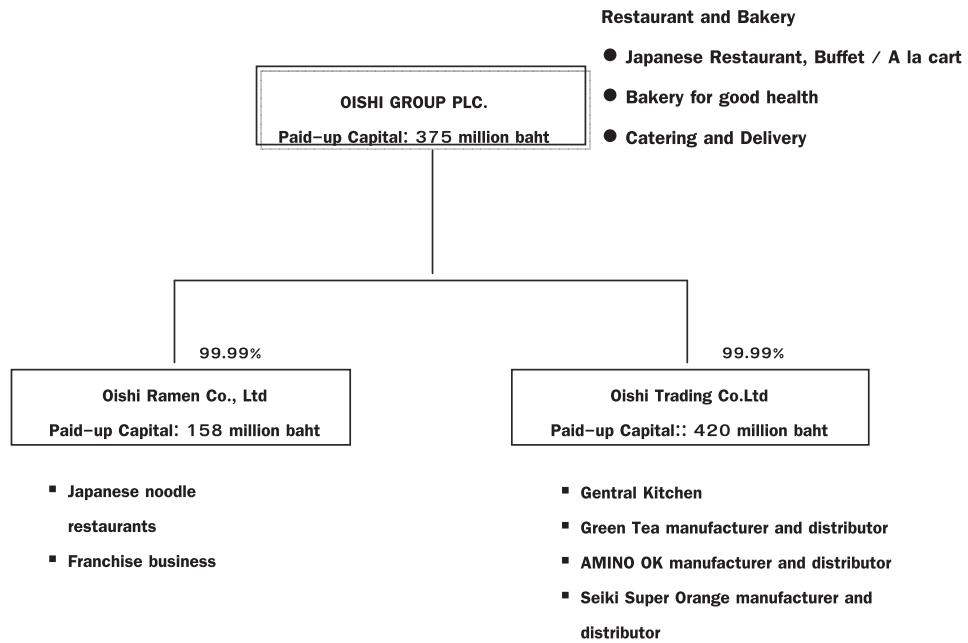 Restaurant and Bakery
● Japanese Restaurant, Buffet / A la cart
● Bakery for good health
● Catering and Delivery
OISHI GROUP PLC.
Paid-up Capital: 375 million baht
99.99%
Oishi Ramen Co., Ltd
Paid-up Capital: 158 million baht
▪ Japanese noodle
restaurants
▪ Franchise business
99.99%
Oishi Trading Co.Ltd
Paid-up Capital:: 420 million baht
▪ Gentral Kitchen
▪ Green Tea manufacturer and distributor
▪ AMINO OK manufacturer and distributor
▪ Seiki Super Orange manufacturer and
distributor